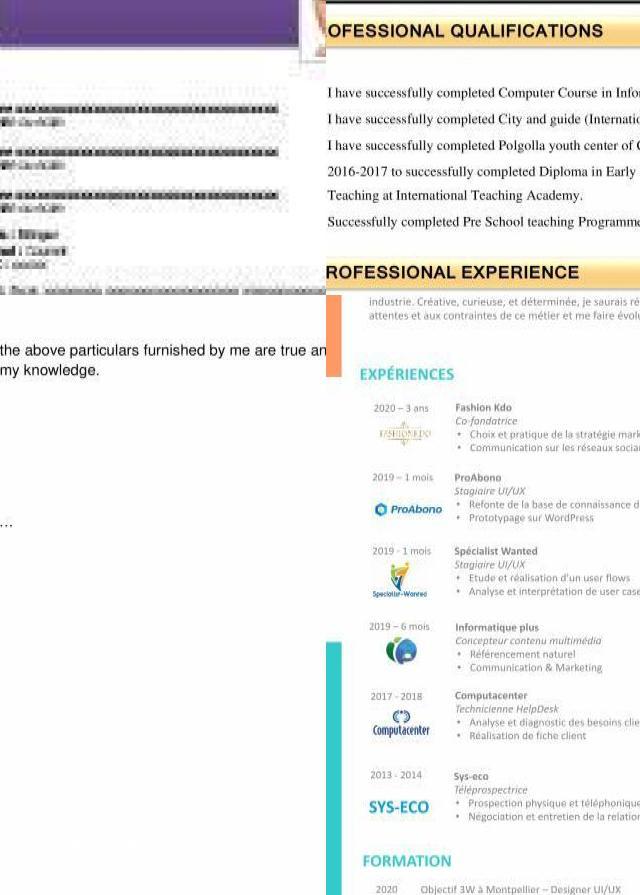 OFESSIONAL QUALIFICATIONS
I have successfully completed Computer Course in Infor
I have successfully completed City and guide (Internatio
I have successfully completed Polgolla youth center of C
2016-2017 to successfully completed Diploma in Early
Teaching at International Teaching Academy.
Successfully completed Pre School teaching Programme
ROFESSIONAL EXPERIENCE
the above particulars furnished by me are true an
my knowledge.
...
industrie. Créative, curieuse, et déterminée, je saurais ré
attentes et aux contraintes de ce métier et me faire évolu
EXPÉRIENCES
2020 – 3 ans
Fashion Kdo
Co-fondatrice
• Choix et pratique de la stratégie mark
• Communication sur les réseaux socia
FASHION KDO
2019 – 1 mois
ProAbono
Stagiaire UI/UX
• Refonte de la base de connaissance d
• Prototypage sur WordPress
ProAbono
2019 - 1 mois
Spécialist Wanted
Stagiaire UI/UX
• Etude et réalisation d'un user flows
• Analyse et interprétation de user case
Specialist-Wanted
2019 – 6 mois
Informatique plus
Concepteur contenu multimédia
• Référencement naturel
• Communication & Marketing
2017 - 2018
Computacenter
Technicienne HelpDesk
• Analyse et diagnostic des besoins clie
• Réalisation de fiche client
Computacenter
2013 - 2014
Sys-eco
Téléprospectrice
• Prospection physique et téléphonique
• Négociation et entretien de la relation
SYS-ECO
FORMATION
2020 Objectif 3W à Montpellier – Designer UI/UX